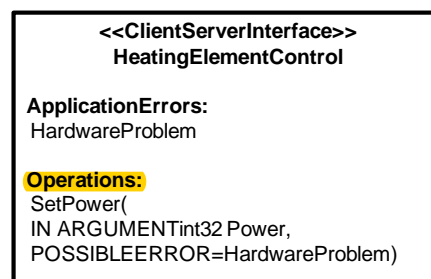 <<ClientServerInterface>>
HeatingElementControl
ApplicationErrors:
HardwareProblem
Operations:
SetPower(
IN ARGUMENTint32 Power,
POSSIBLEERROR=HardwareProblem)